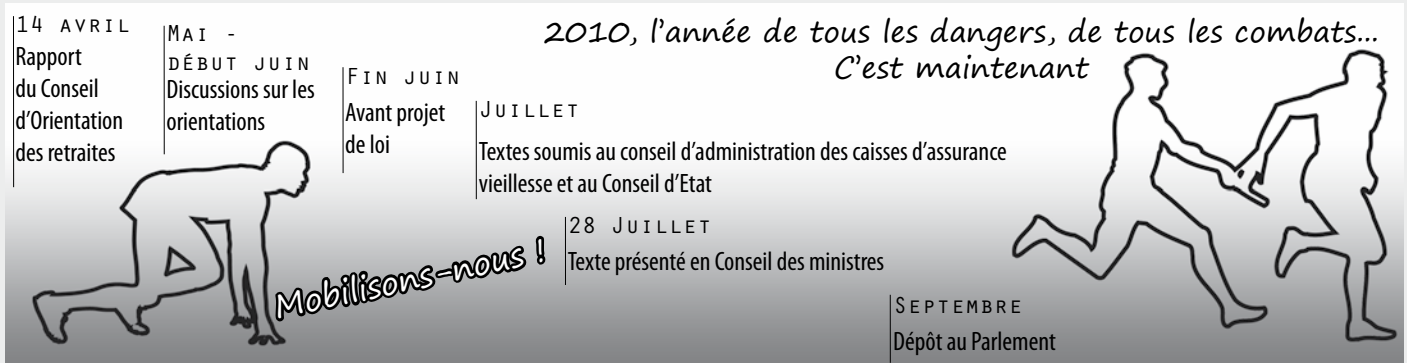 2010, l'année de tous les dangers, de tous les combats...
C'est maintenant
14 AVRIL
Rapport
du Conseil
d'Orientation
des retraites
MAI -
DÉBUT JUIN
Discussions sur les
orientations
FIN JUIN
Avant projet
de loi
JUILLET
Textes soumis au conseil d'administration des caisses d'assurance
vieillesse et au Conseil d'Etat
28 JUILLET
Texte présenté en Conseil des ministres
Mobilisons-nous !
SEPTEMBRE
Dépôt au Parlement